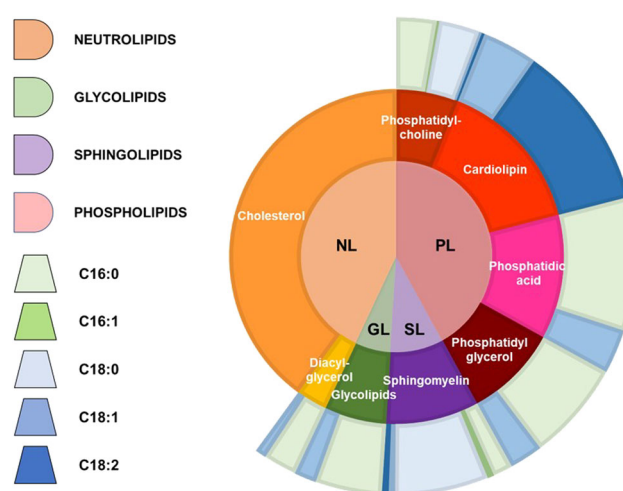 NEUTROLIPIDS
GLYCOLIPIDS
SPHINGOLIPIDS
PHOSPHOLIPIDS
C16:0
C16:1
C18:0
C18:1
C18:2
Phosphatidyl-
choline
Cardiolipin
Cholesterol
NL
PL
Phosphatidic
acid
GL
SL
Phosphatidyl
glycerol
Diacyl-
glycerol
Glycolipids
Sphingomyelin